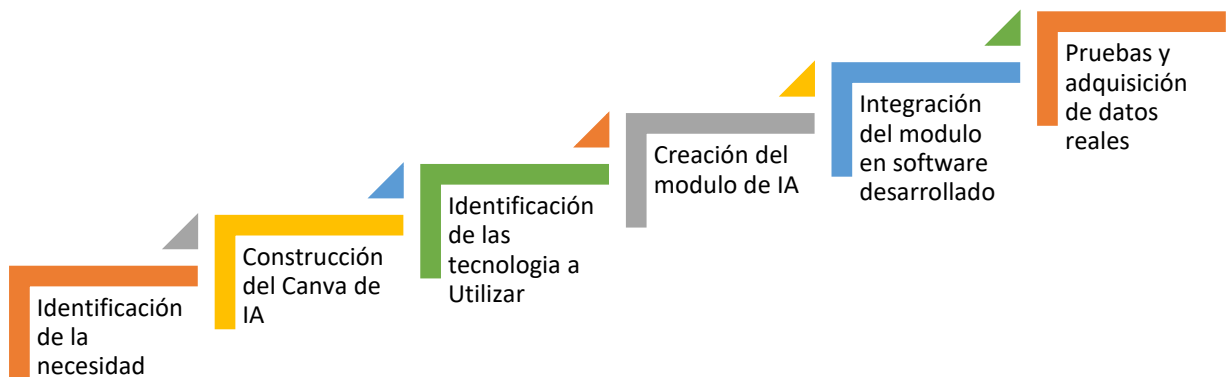 Identificación
de la
necesidad
Construcción
del Canva de
IA
Identificación
de las
tecnologia a
Utilizar
Creación del
modulo de IA
Integración
del modulo
en software
desarrollado
Pruebas y
adquisición
de datos
reales